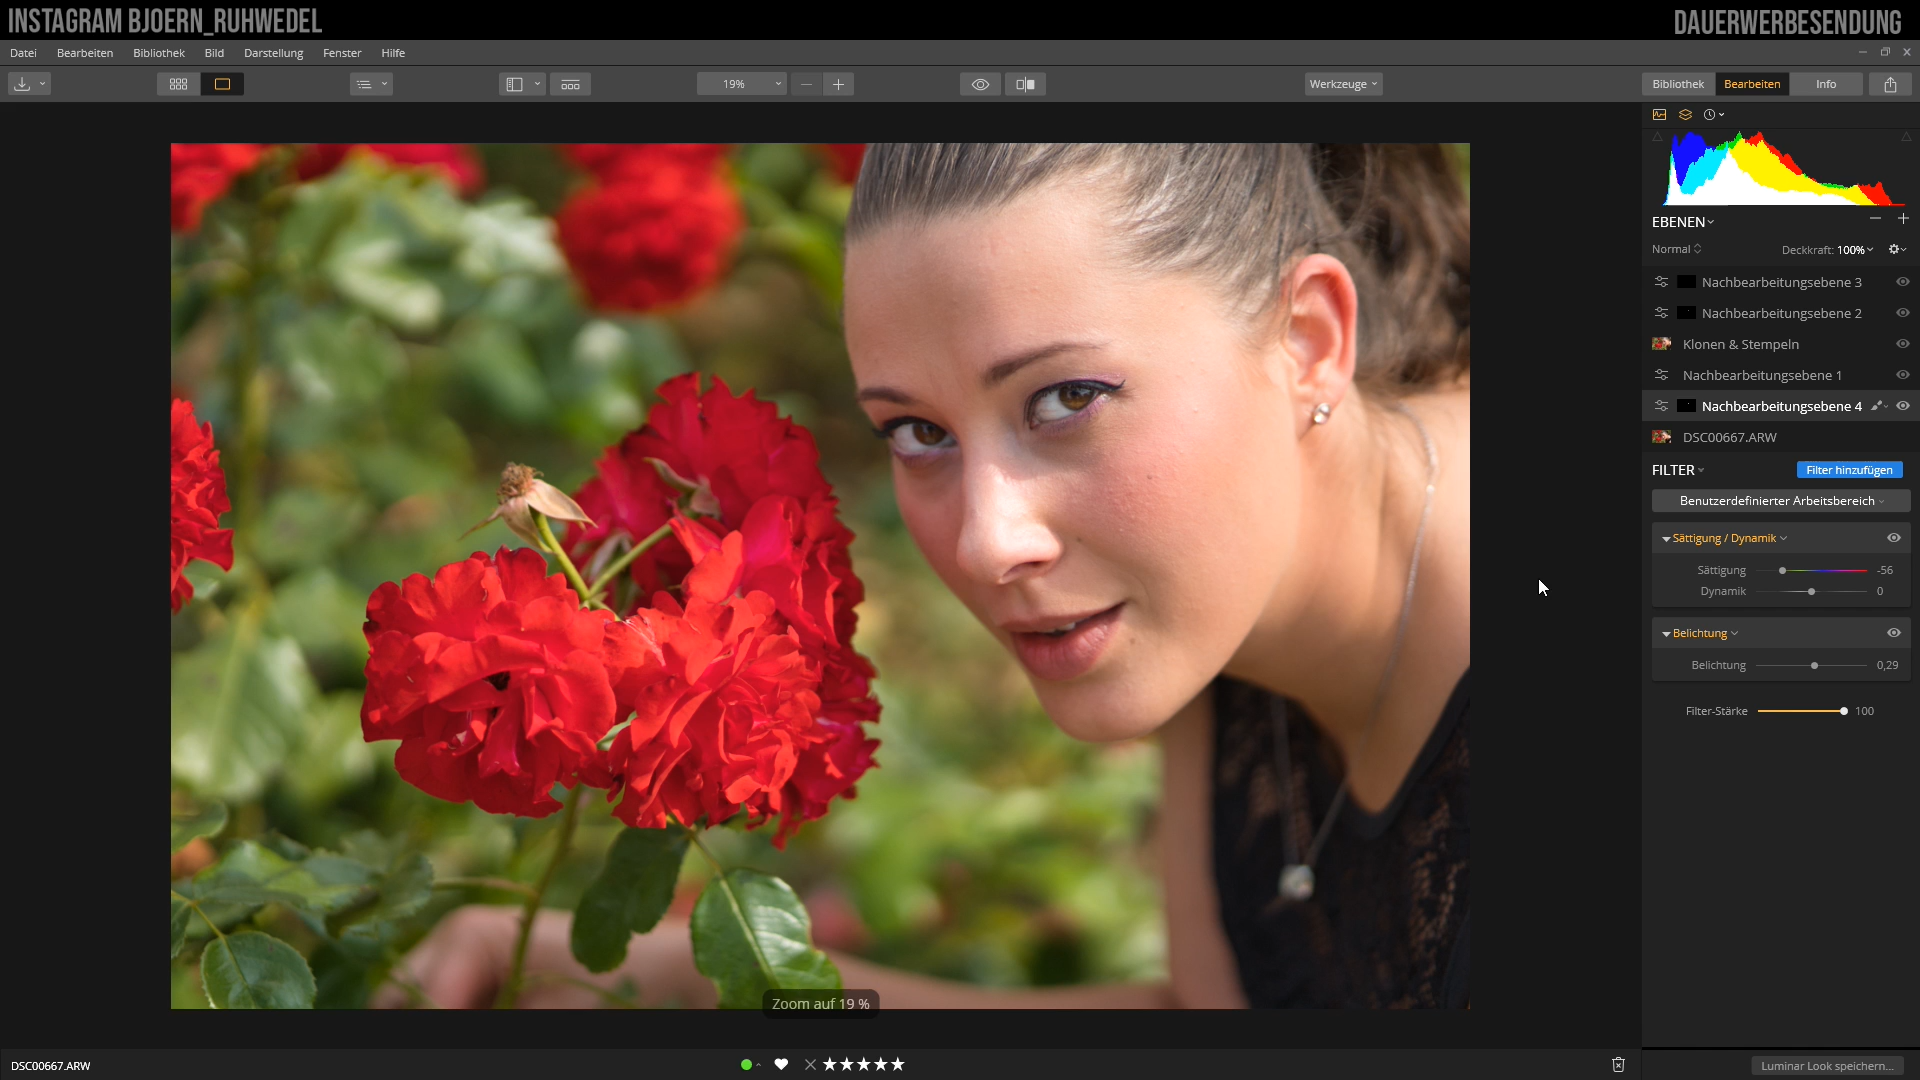 INSTAGRAM BJOERN_RUHWEDEL
DAUERWERBESENDUNG
Datei Bearbeiten Bibliothek Bild Darstellung Fenster Hilfe
19% Werkzeuge Bibliothek Bearbeiten Info
EBENEN
Normal Deckkraft: 100%
Nachbearbeitungsebene 3
Nachbearbeitungsebene 2
Klonen & Stempeln
Nachbearbeitungsebene 1
Nachbearbeitungsebene 4
DSC00667.ARW
FILTER Filter hinzufügen
Benutzerdefinierter Arbeitsbereich
Sättigung / Dynamik
Sättigung -56
Dynamik 0
Belichtung
Belichtung 0,29
Filter-Stärke 100
Zoom auf 19 %
DSC00667.ARW
Luminar Look speichern...